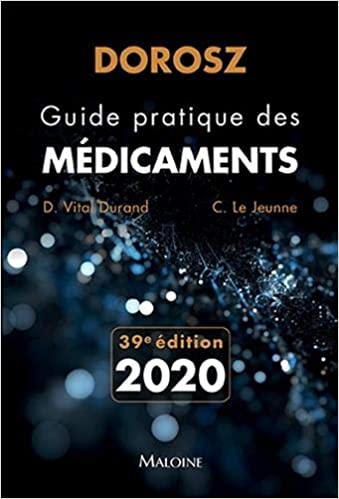 DOROSZ
Guide pratique des
MÉDICAMENTS
D. Vital Durand C. Le Jeunne
39e édition
2020
MALOINE